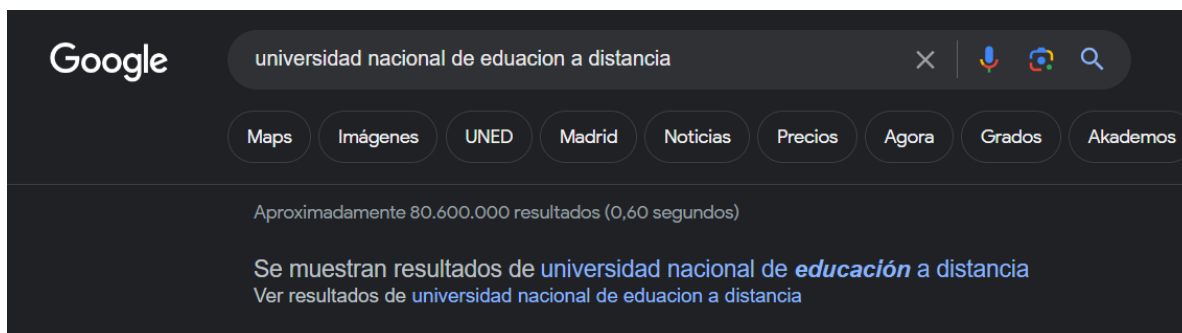 Google
universidad nacional de eduacion a distancia
Maps Imágenes UNED Madrid Noticias Precios Agora Grados Akademos
Aproximadamente 80.600.000 resultados (0,60 segundos)
Se muestran resultados de universidad nacional de educación a distancia
Ver resultados de universidad nacional de eduacion a distancia